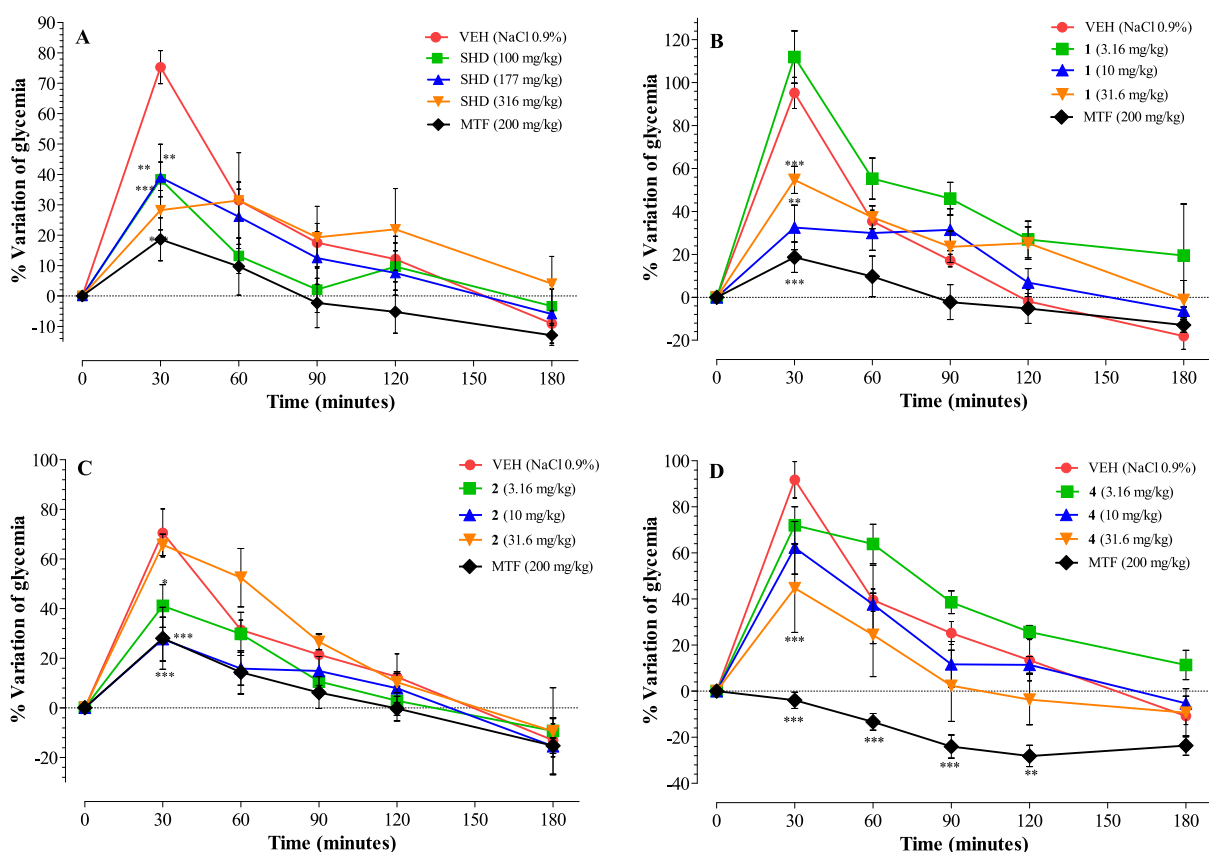 A
% Variation of glycemia
90
80
70
60
50
40
30
20
10
0
-10
VEH (NaCl 0.9%)
SHD (100 mg/kg)
SHD (177 mg/kg)
SHD (316 mg/kg)
MTF (200 mg/kg)
** **
***
*
0 30 60 90 120 150 180
Time (minutes)
B
% Variation of glycemia
120
100
80
60
40
20
0
-20
VEH (NaCl 0.9%)
1 (3.16 mg/kg)
1 (10 mg/kg)
1 (31.6 mg/kg)
MTF (200 mg/kg)
***
**
***
0 30 60 90 120 150 180
Time (minutes)
C
% Variation of glycemia
100
80
60
40
20
0
-20
VEH (NaCl 0.9%)
2 (3.16 mg/kg)
2 (10 mg/kg)
2 (31.6 mg/kg)
MTF (200 mg/kg)
*
***
***
0 30 60 90 120 150 180
Time (minutes)
D
% Variation of glycemia
100
80
60
40
20
0
-20
-40
VEH (NaCl 0.9%)
4 (3.16 mg/kg)
4 (10 mg/kg)
4 (31.6 mg/kg)
MTF (200 mg/kg)
***
*** *** *** **
0 30 60 90 120 150 180
Time (minutes)